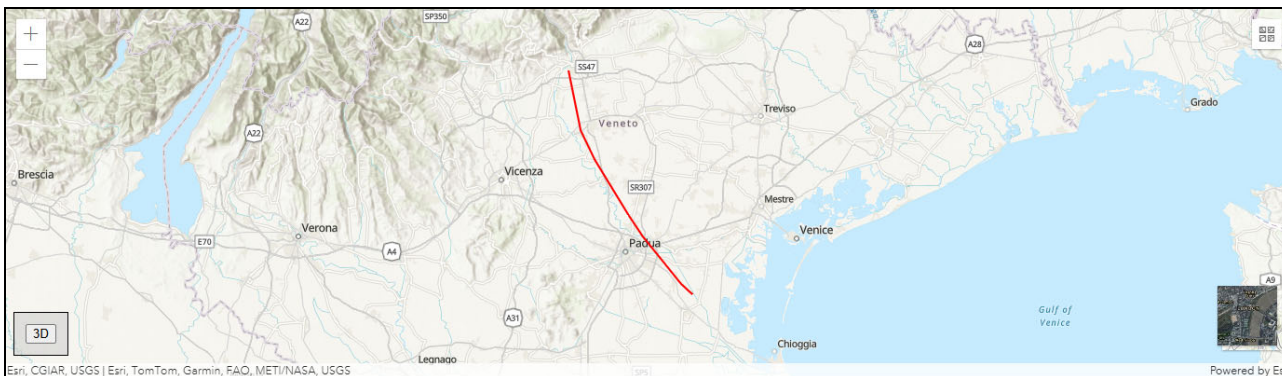 SP350
A22
A28
+
SS47
—
Grado
Treviso
Veneto
A22
Brescia
Vicenza
SR307
Mestre
Verona
Venice
E70
A4
Padua
A9
Gulf of
Venice
A31
3D
Chioggia
Legnago
SP5
Esri, CGIAR, USGS | Esri, TomTom, Garmin, FAO, METI/NASA, USGS
Powered by Es